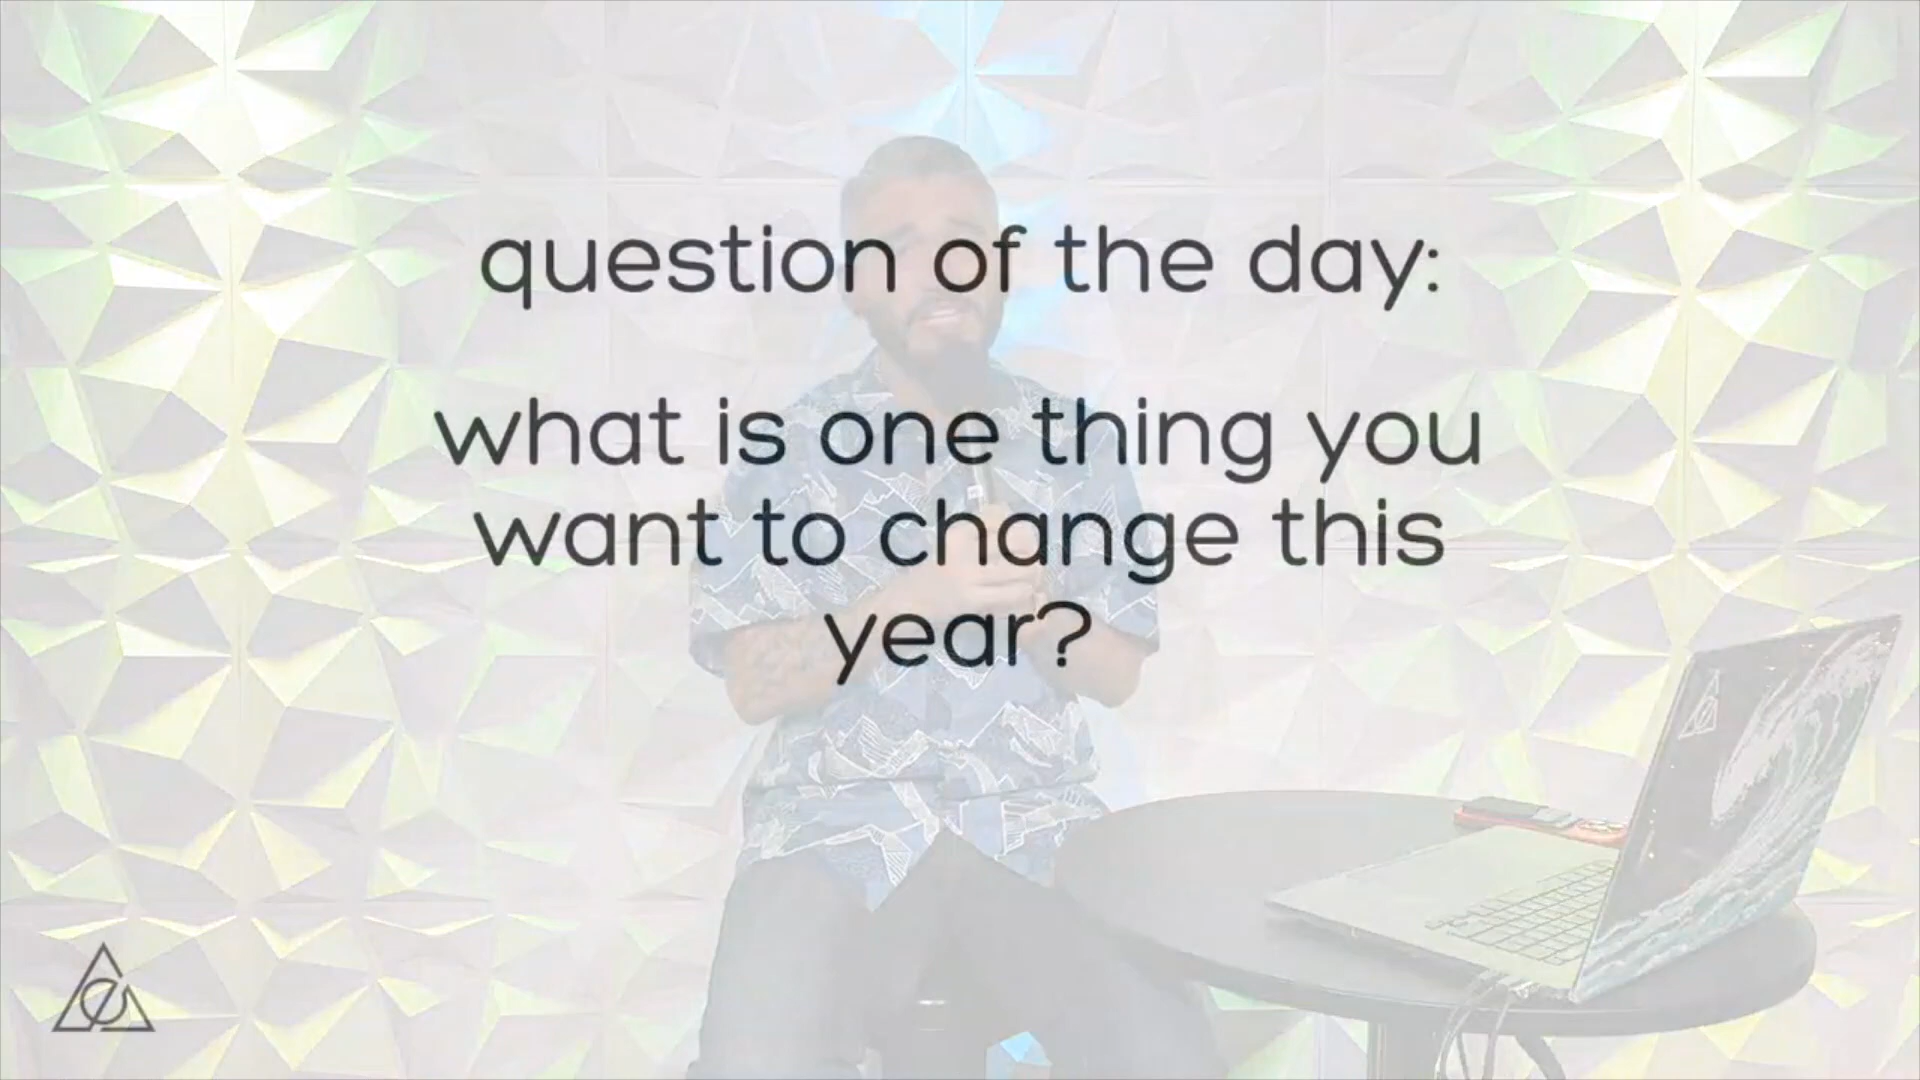 question of the day:
what is one thing you
want to change this
year?